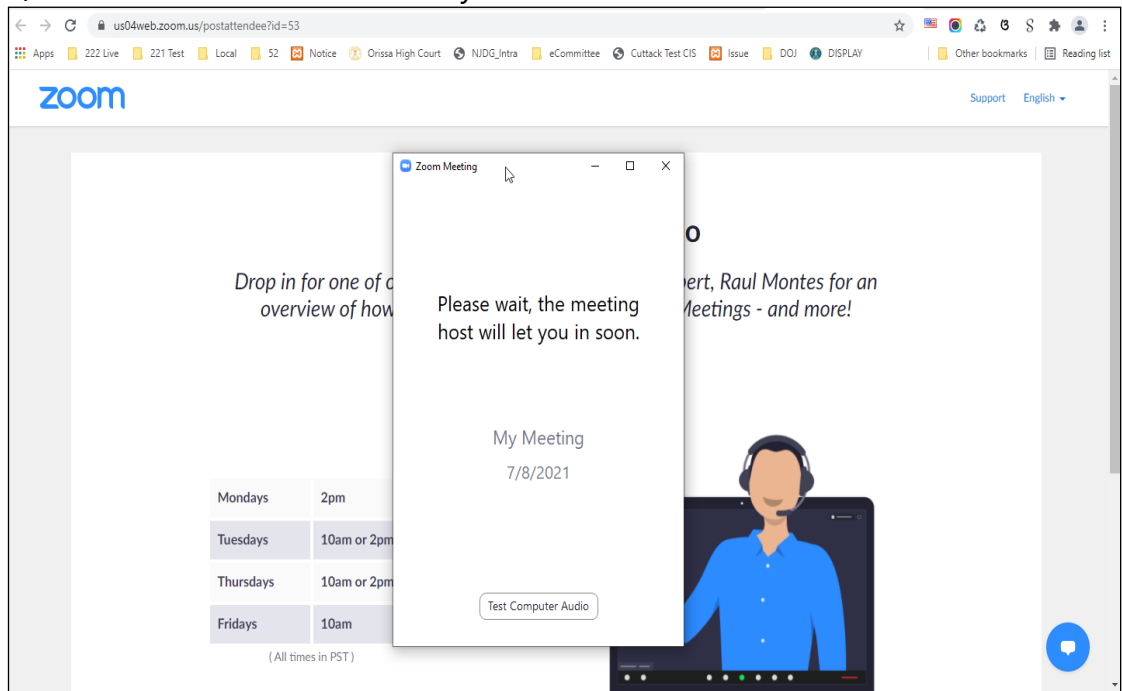 us04web.zoom.us/postattendee?id=53
Apps 222 Live 221 Test Local 52 Notice Orissa High Court NJDG_Intra eCommittee Cuttack Test CIS Issue DOJ DISPLAY Other bookmarks Reading list
zoom
Support English
Zoom Meeting
Drop in for one of
overview of how
Raul Montes for an
Meetings - and more!
Please wait, the meeting
host will let you in soon.
My Meeting
7/8/2021
Test Computer Audio
Mondays 2pm
Tuesdays 10am or 2pm
Thursdays 10am or 2pm
Fridays 10am
( All times in PST )